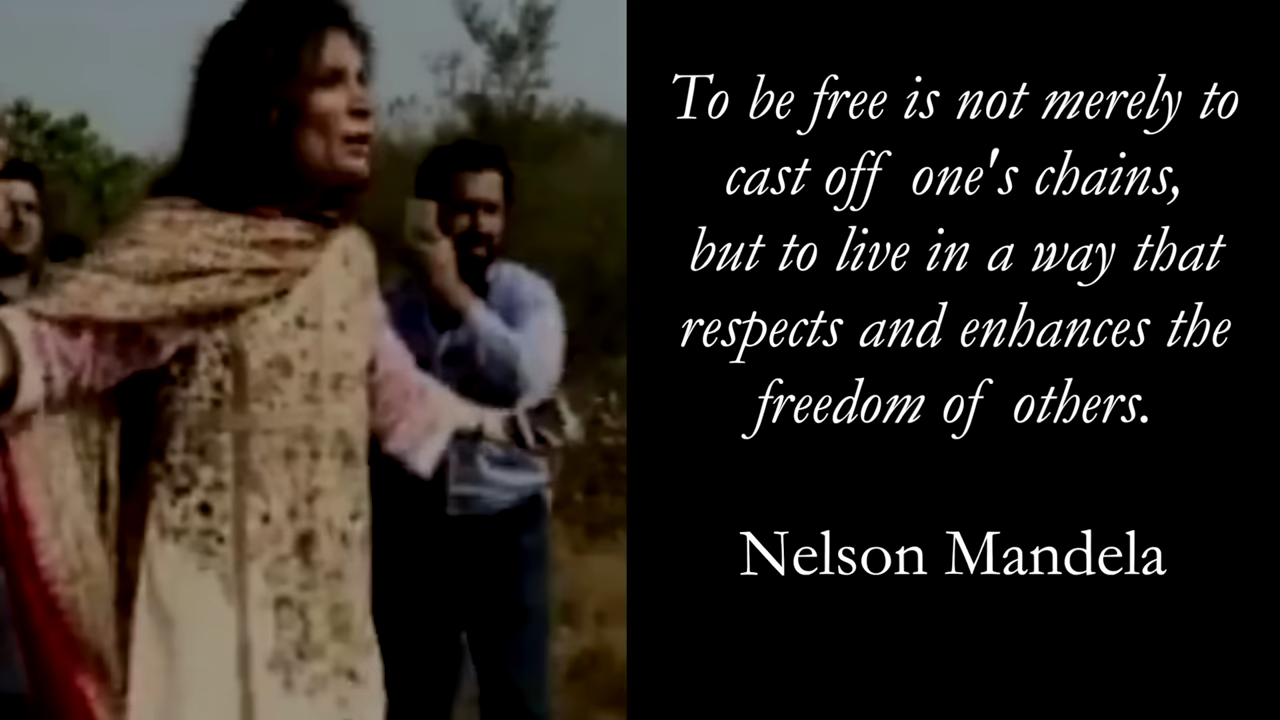 To be free is not merely to
cast off one's chains,
but to live in a way that
respects and enhances the
freedom of others.
Nelson Mandela